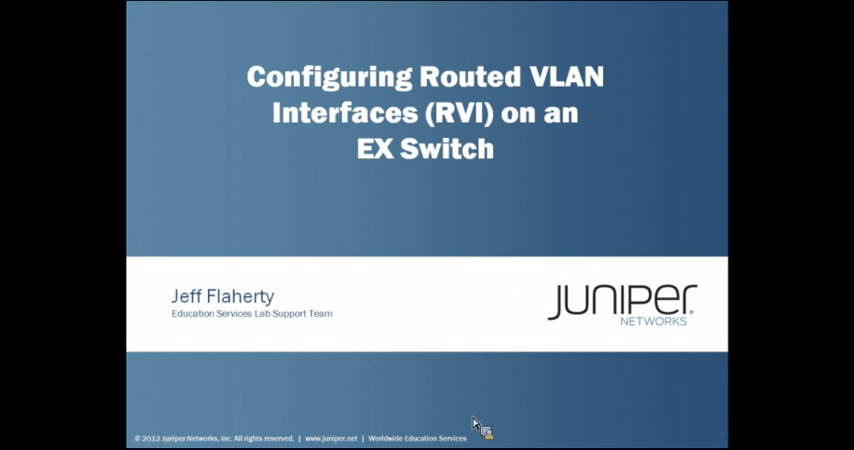 Configuring Routed VLAN
Interfaces (RVI) on an
EX Switch
Jeff Flaherty
Education Services Lab Support Team
JUNIPEr
NETWORKS
© 2012 Juniper Networks, Inc. All rights reserved. | www.juniper.net | Worldwide Education Services